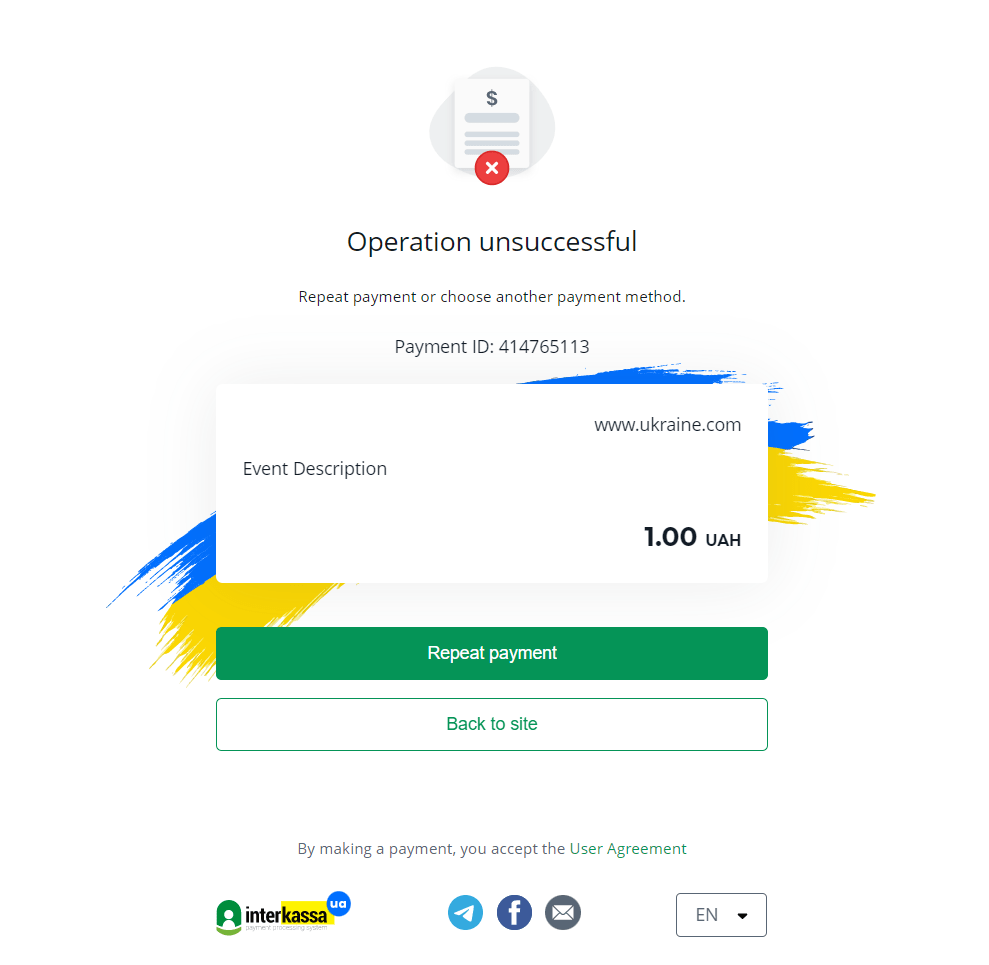 $
Operation unsuccessful
Repeat payment or choose another payment method.
Payment ID: 414765113
www.ukraine.com
Event Description
1.00 UAH
Repeat payment
Back to site
By making a payment, you accept the User Agreement
interkassa ua
payment processing system
f
EN